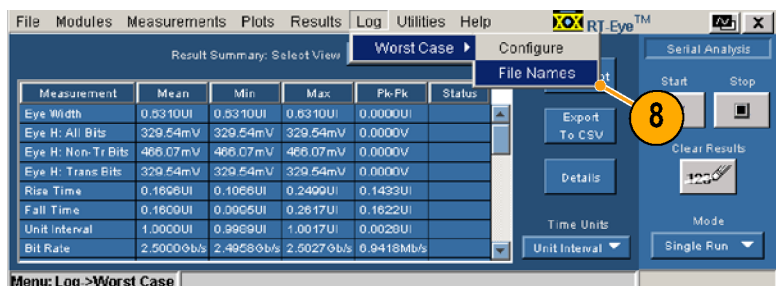 File Modules Measurements Plots Results Log Utilities Help RT-Eye™ X
Result Summary: Select View Worst Case Configure Serial Analysis
File Names
Start Stop
8
Measurement Mean Min Max Pk-Pk Status
Eye Width 0.6310UI 0.6310UI 0.6310UI 0.0000UI
Export To CSV
Eye H: All Bits 329.54mV 329.54mV 329.54mV 0.0000V
Eye H: Non-Tr Bits 466.07mV 466.07mV 466.07mV 0.0000V
Clear Results
Eye H: Trans Bits 329.54mV 329.54mV 329.54mV 0.0000V
Details
Rise Time 0.1696UI 0.1066UI 0.2499UI 0.1433UI
Fall Time 0.1609UI 0.0995UI 0.2617UI 0.1622UI
Time Units Mode
Unit Interval 1.0000UI 0.9989UI 1.0017UI 0.0028UI
Bit Rate 2.5000Gb/s 2.4958Gb/s 2.5027Gb/s 6.9418Mb/s
Unit Interval Single Run
Menu: Log->Worst Case